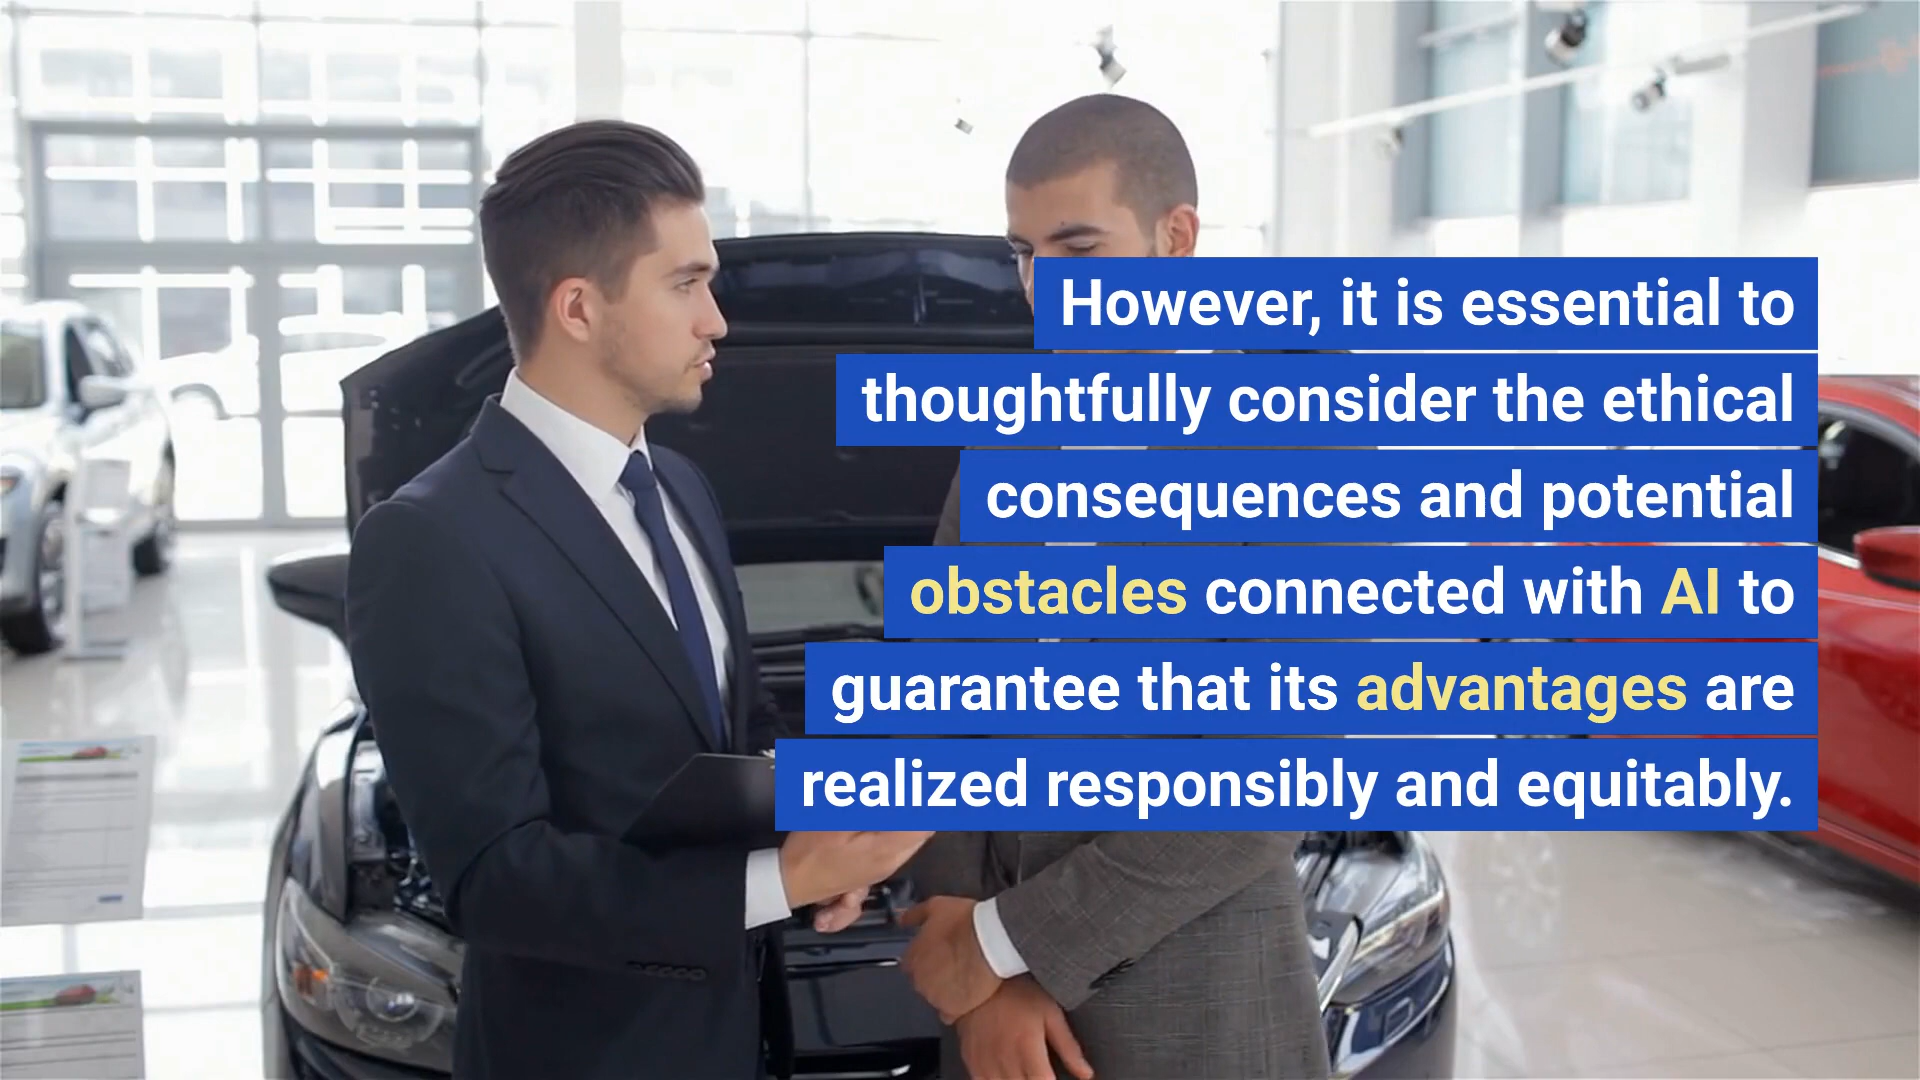 However, it is essential to
thoughtfully consider the ethical
consequences and potential
obstacles connected with AI to
guarantee that its advantages are
realized responsibly and equitably.